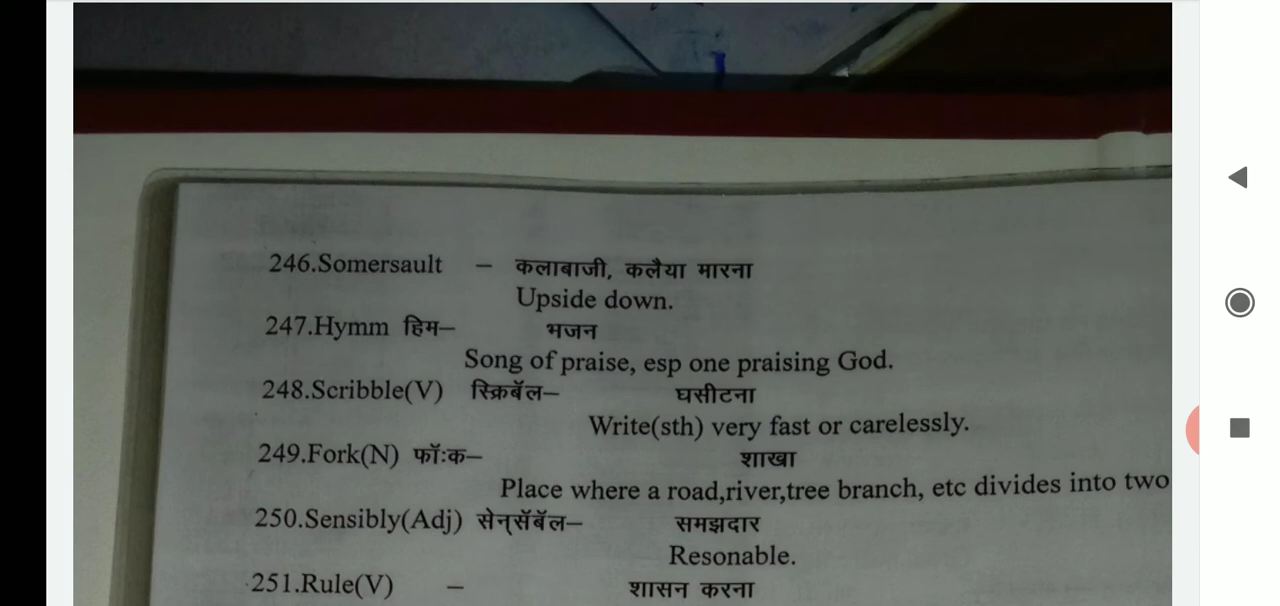 246.Somersault – कलाबाजी, कलैया मारना
Upside down.
247.Hymm हिम– भजन
Song of praise, esp one praising God.
248.Scribble(V) स्क्रिबॅल– घसीटना
Write(sth) very fast or carelessly.
249.Fork(N) फॉःक– शाखा
Place where a road,river,tree branch, etc divides into two
250.Sensibly(Adj) सेन्सॅबॅल– समझदार
Resonable.
251.Rule(V) – शासन करना